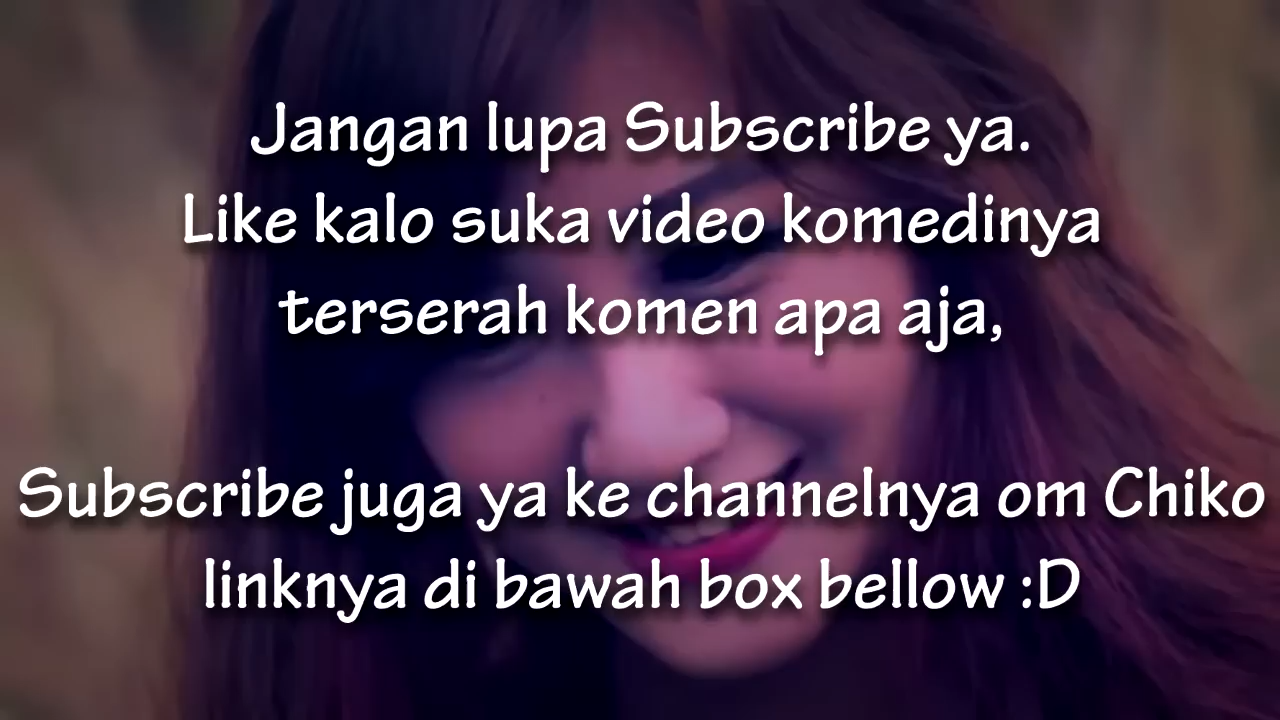 Jangan lupa Subscribe ya.
Like kalo suka video komedinya
terserah komen apa aja,
Subscribe juga ya ke channelnya om Chiko
linknya di bawah box bellow :D